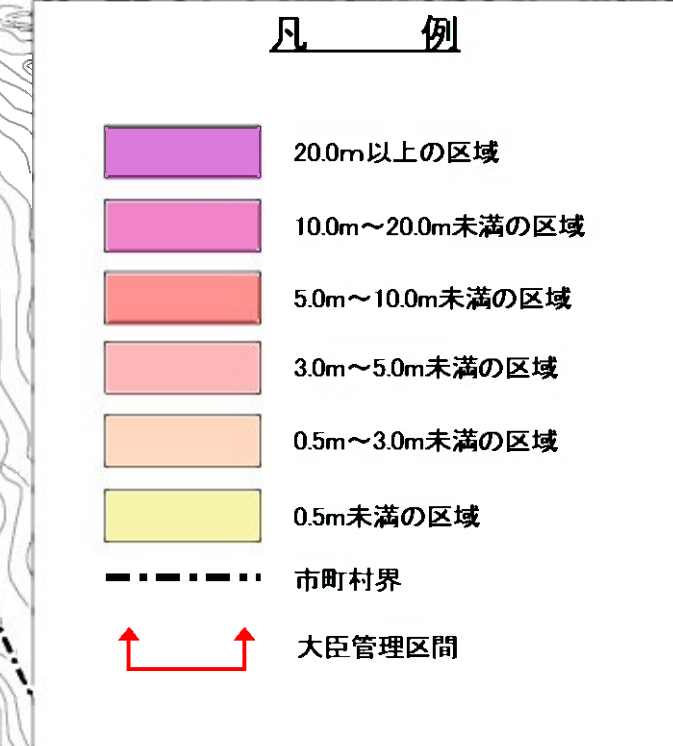 凡　例
20.0m以上の区域
10.0m～20.0m未満の区域
5.0m～10.0m未満の区域
3.0m～5.0m未満の区域
0.5m～3.0m未満の区域
0.5m未満の区域
市町村界
大臣管理区間